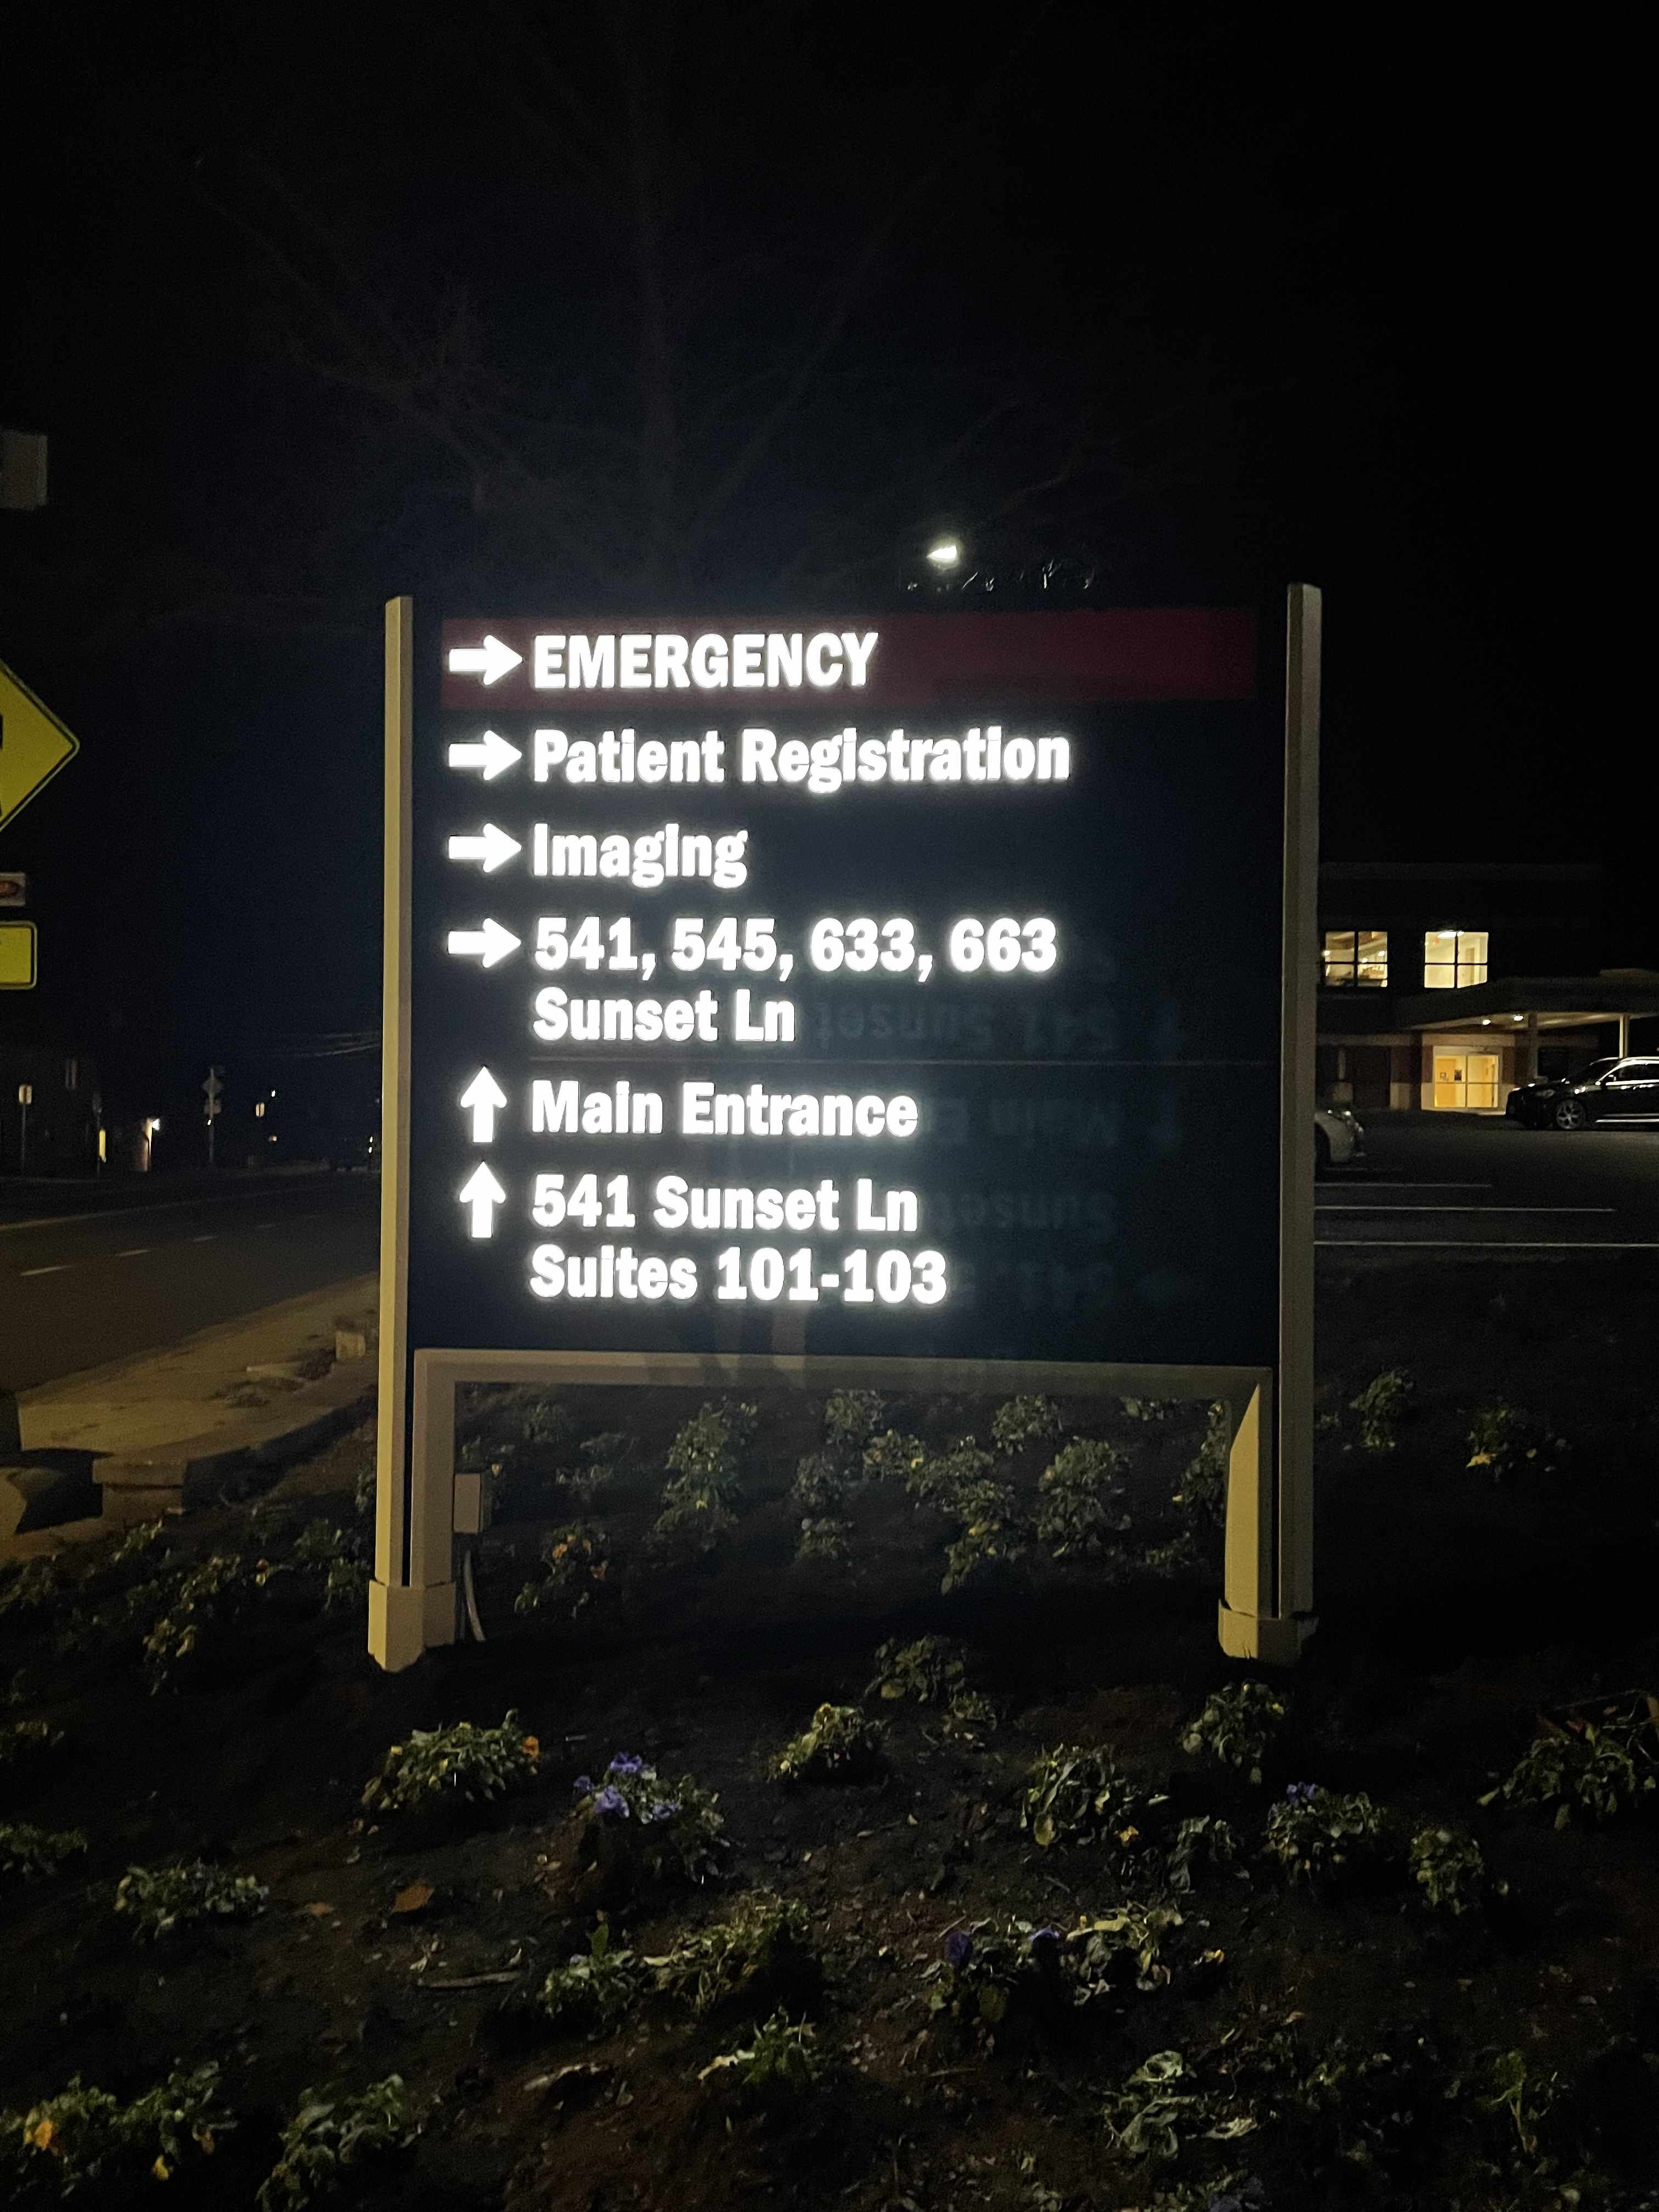 EMERGENCY
Patient Registration
Imaging
541, 545, 633, 663
Sunset Ln
Main Entrance
541 Sunset Ln
Suites 101-103